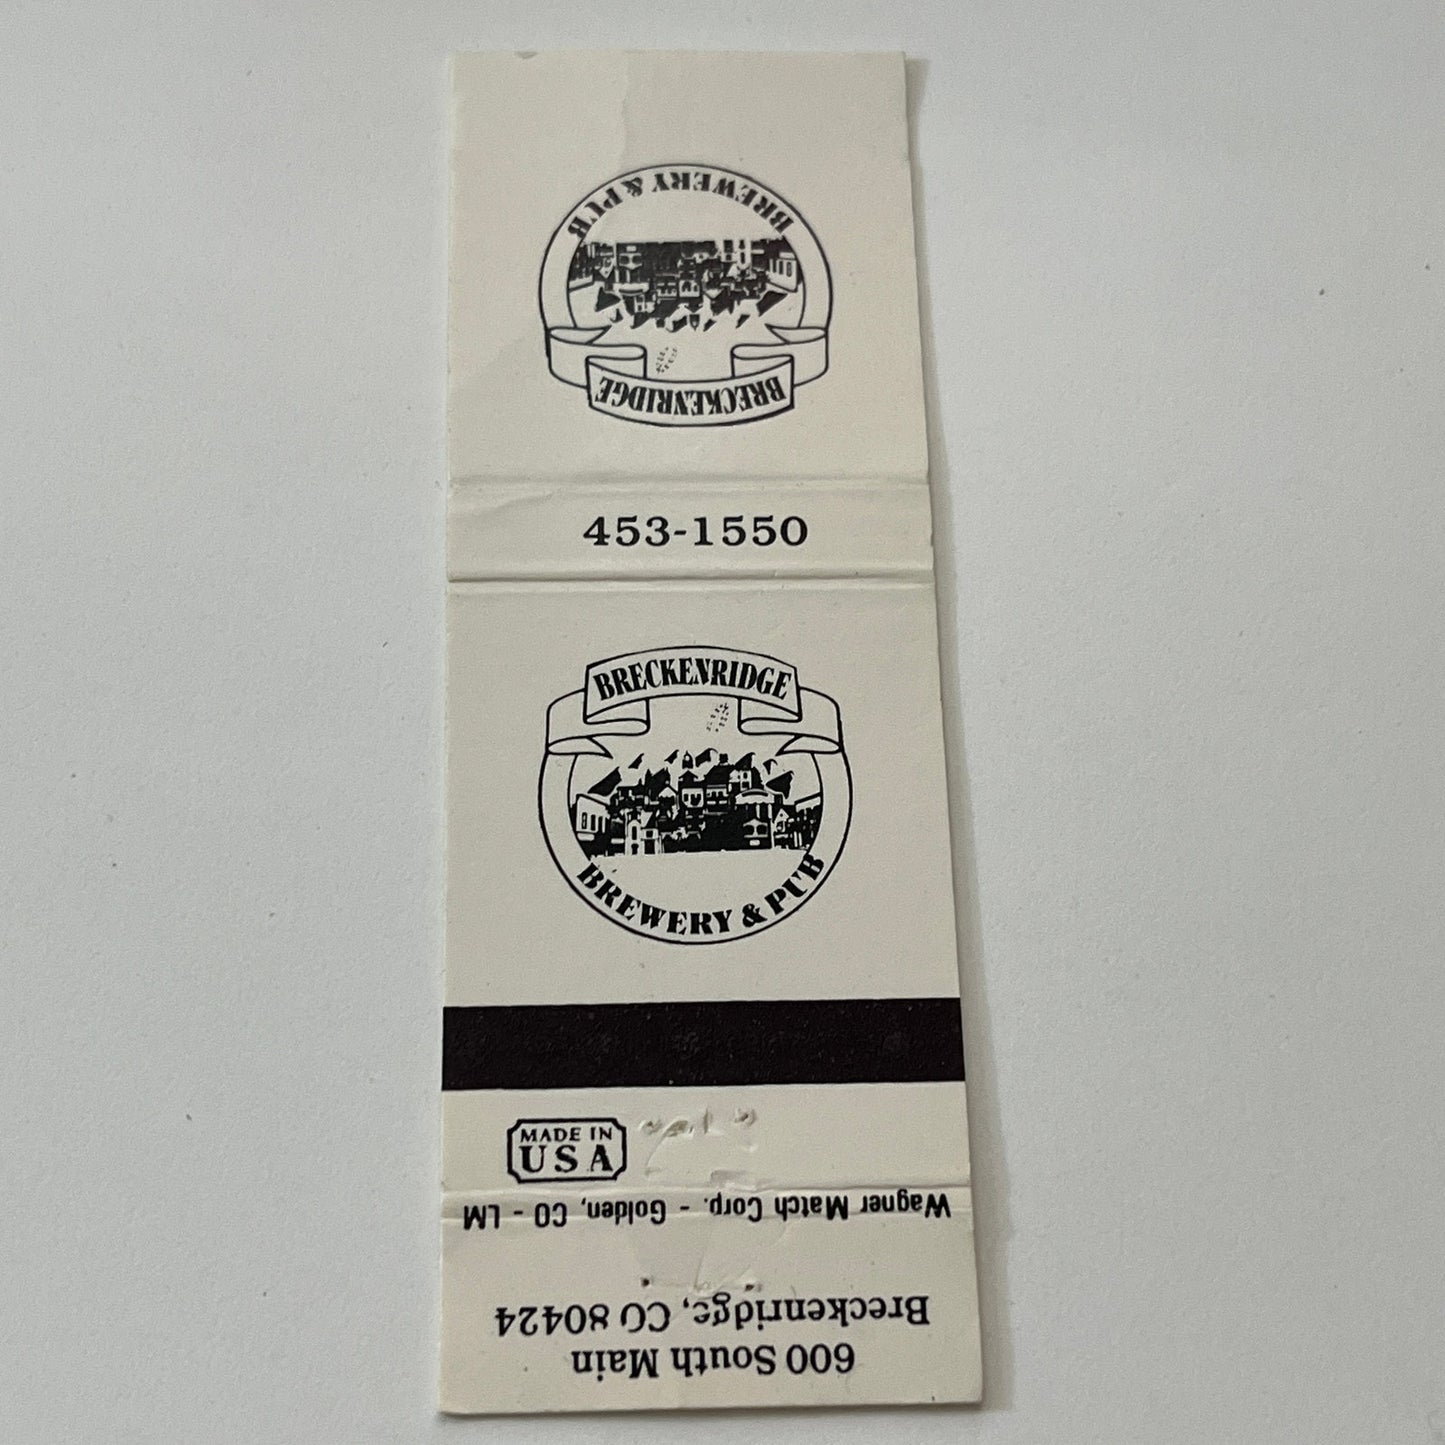 BREWERY & PUB
BRECKENRIDGE
453-1550
BRECKENRIDGE
BREWERY & PUB
MADE IN
USA
Wagner Match Corp. - Golden, CO - LM
600 South Main
Breckenridge, CO 80424